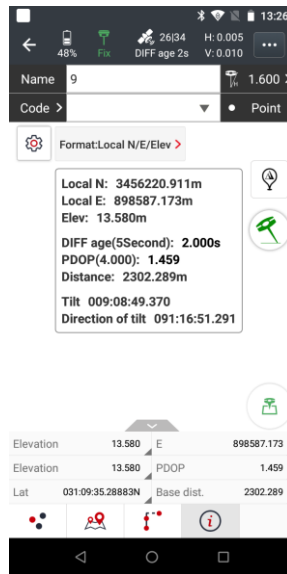 13:26
48%
Fix
26|34
DIFF age 2s
H:0.005
V:0.010
Name 9 1.600
Code > Point
Format:Local N/E/Elev >
Local N: 3456220.911m
Local E: 898587.173m
Elev: 13.580m
DIFF age(5Second): 2.000s
PDOP(4.000): 1.459
Distance: 2302.289m
Tilt 009:08:49.370
Direction of tilt 091:16:51.291
Elevation 13.580 E 898587.173
Elevation 13.580 PDOP 1.459
Lat 031:09:35.28883N Base dist. 2302.289